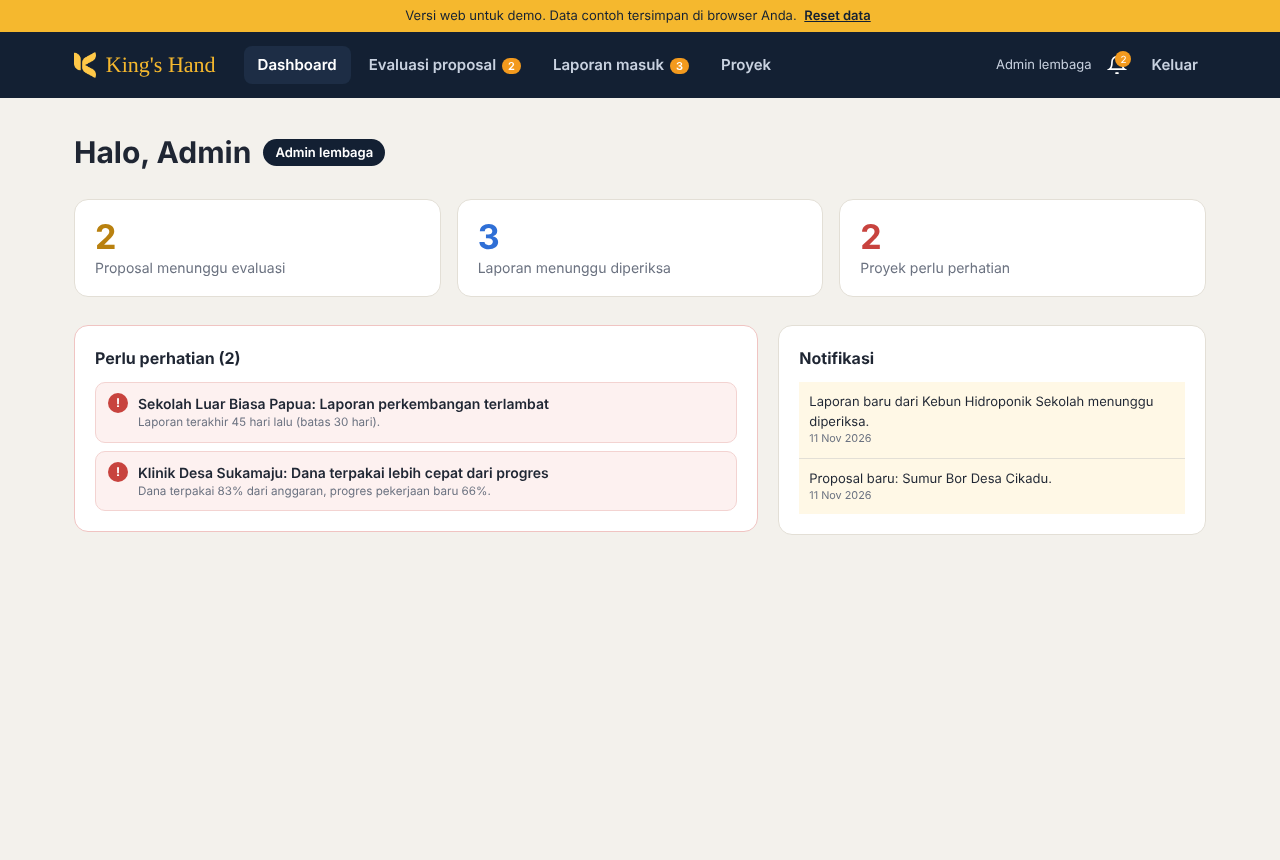 Versi web untuk demo. Data contoh tersimpan di browser Anda. Reset data
King's Hand
Dashboard
Evaluasi proposal 2
Laporan masuk 3
Proyek
Admin lembaga
2
Keluar
Halo, Admin
Admin lembaga
2
Proposal menunggu evaluasi
3
Laporan menunggu diperiksa
2
Proyek perlu perhatian
Perlu perhatian (2)
! Sekolah Luar Biasa Papua: Laporan perkembangan terlambat
Laporan terakhir 45 hari lalu (batas 30 hari).
! Klinik Desa Sukamaju: Dana terpakai lebih cepat dari progres
Dana terpakai 83% dari anggaran, progres pekerjaan baru 66%.
Notifikasi
Laporan baru dari Kebun Hidroponik Sekolah menunggu
diperiksa.
11 Nov 2026
Proposal baru: Sumur Bor Desa Cikadu.
11 Nov 2026